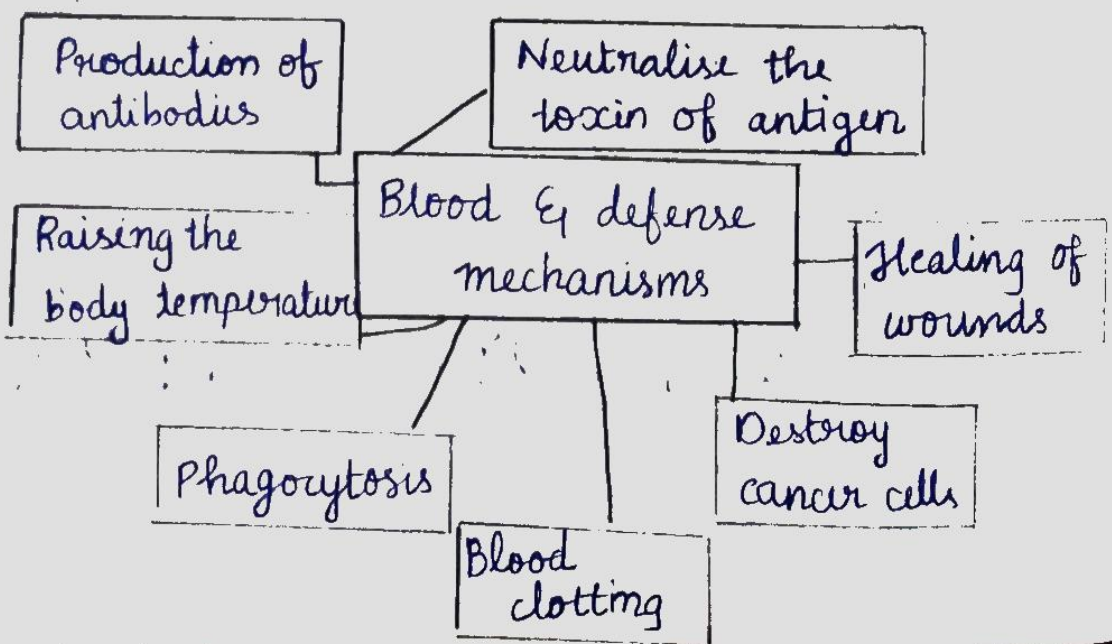 Production of
antibodies
Neutralise the
toxin of antigen
Blood & defense
mechanisms
Raising the
body temperature
Healing of
wounds
Phagocytosis
Destroy
cancer cells
Blood
clotting